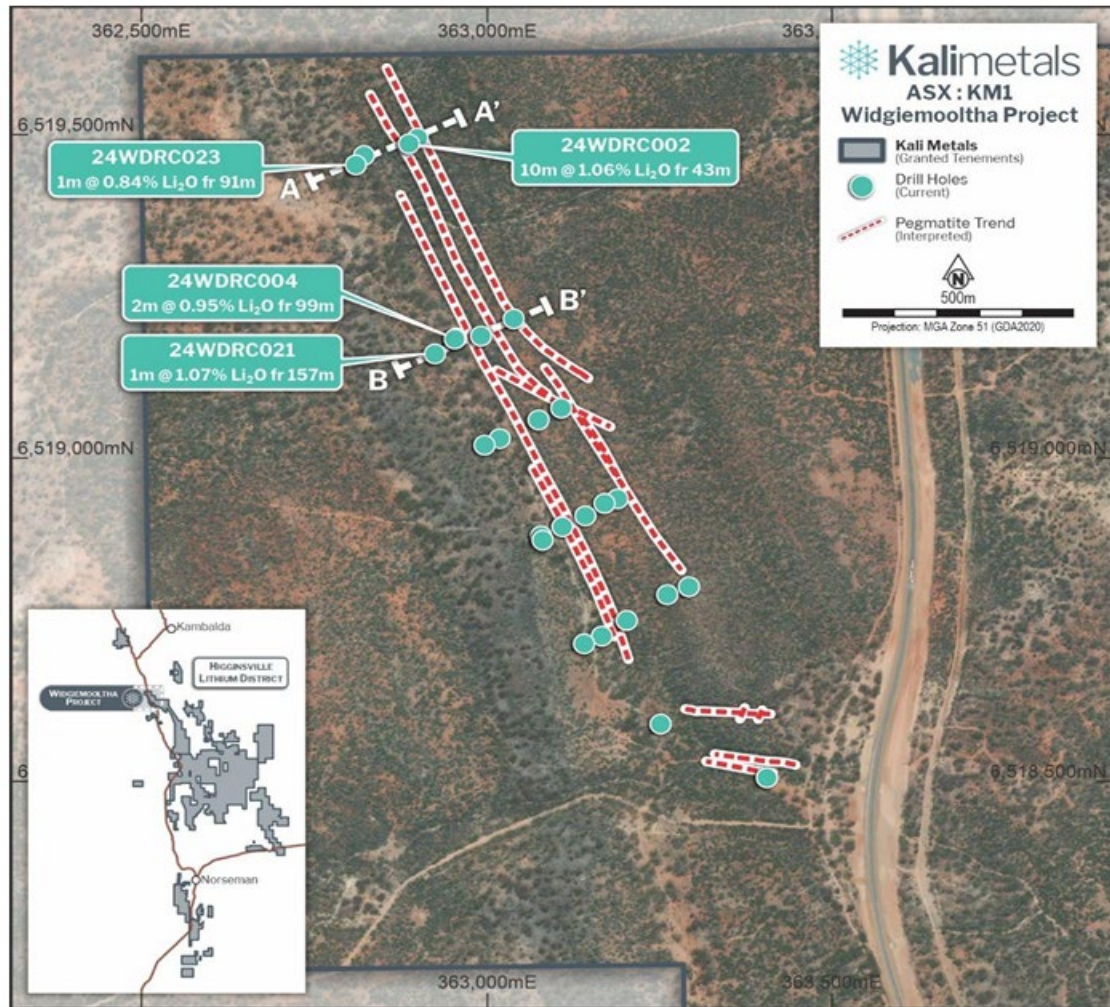 362,500mE
363,000mE
363,
6,519,500mN
Kalimetals
ASX : KM1
Widgiemooltha Project
Kali Metals
(Granted Tenements)
Drill Holes
(Current)
Pegmatite Trend
(Interpreted)
N
500m
Projection: MGA Zone 51 (GDA2020)
A'
A
24WDRC023
1m @ 0.84% Li₂O fr 91m
24WDRC002
10m @ 1.06% Li₂O fr 43m
24WDRC004
2m @ 0.95% Li₂O fr 99m
B'
24WDRC021
1m @ 1.07% Li₂O fr 157m
B
6,519,000mN
6,519,000mN
Kambalda
Higginsville
Lithium District
Widgiemooltha
Project
Norseman
6,
6,518,500mN
363,000mE
363,500mE